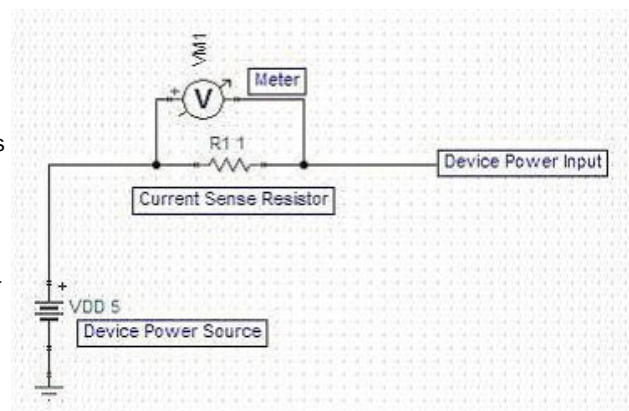 VM1
+
V
Meter
s
R1 1
Device Power Input
Current Sense Resistor
+
VDD 5
Device Power Source